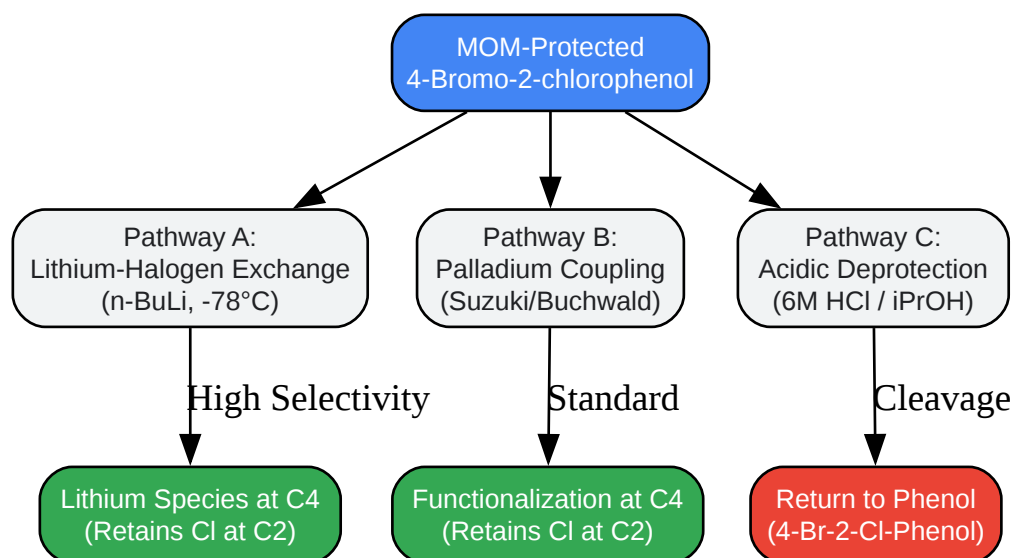 MOM-Protected
4-Bromo-2-chlorophenol
Pathway A:
Lithium-Halogen Exchange
(n-BuLi, -78°C)
Pathway B:
Palladium Coupling
(Suzuki/Buchwald)
Pathway C:
Acidic Deprotection
(6M HCl / iPrOH)
High Selectivity
Standard
Cleavage
Lithium Species at C4
(Retains Cl at C2)
Functionalization at C4
(Retains Cl at C2)
Return to Phenol
(4-Br-2-Cl-Phenol)